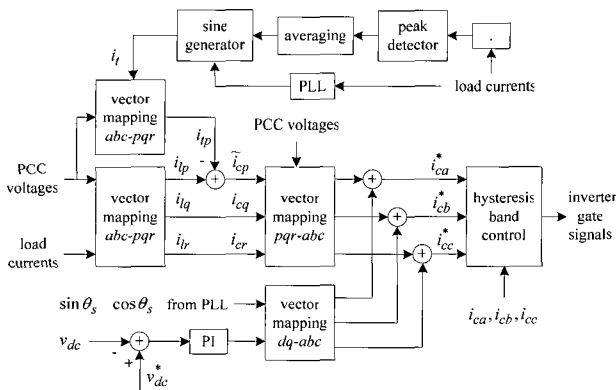 sine
generator
averaging
peak
detector
.
i_t
PLL
load currents
vector
mapping
abc-pqr
PCC voltages
i_tp
PCC
voltages
i_lp
-
ĩ_cp
i*_ca
vector
mapping
abc-pqr
i_lq
i_cq
vector
mapping
pqr-abc
i*_cb
hysteresis
band
control
inverter
gate
signals
load
currents
i_lr
i_cr
i*_cc
sin θ_s cos θ_s from PLL
vector
mapping
dq-abc
i_ca, i_cb, i_cc
v_dc
-
+
PI
v*_dc
+
+
+
+
+